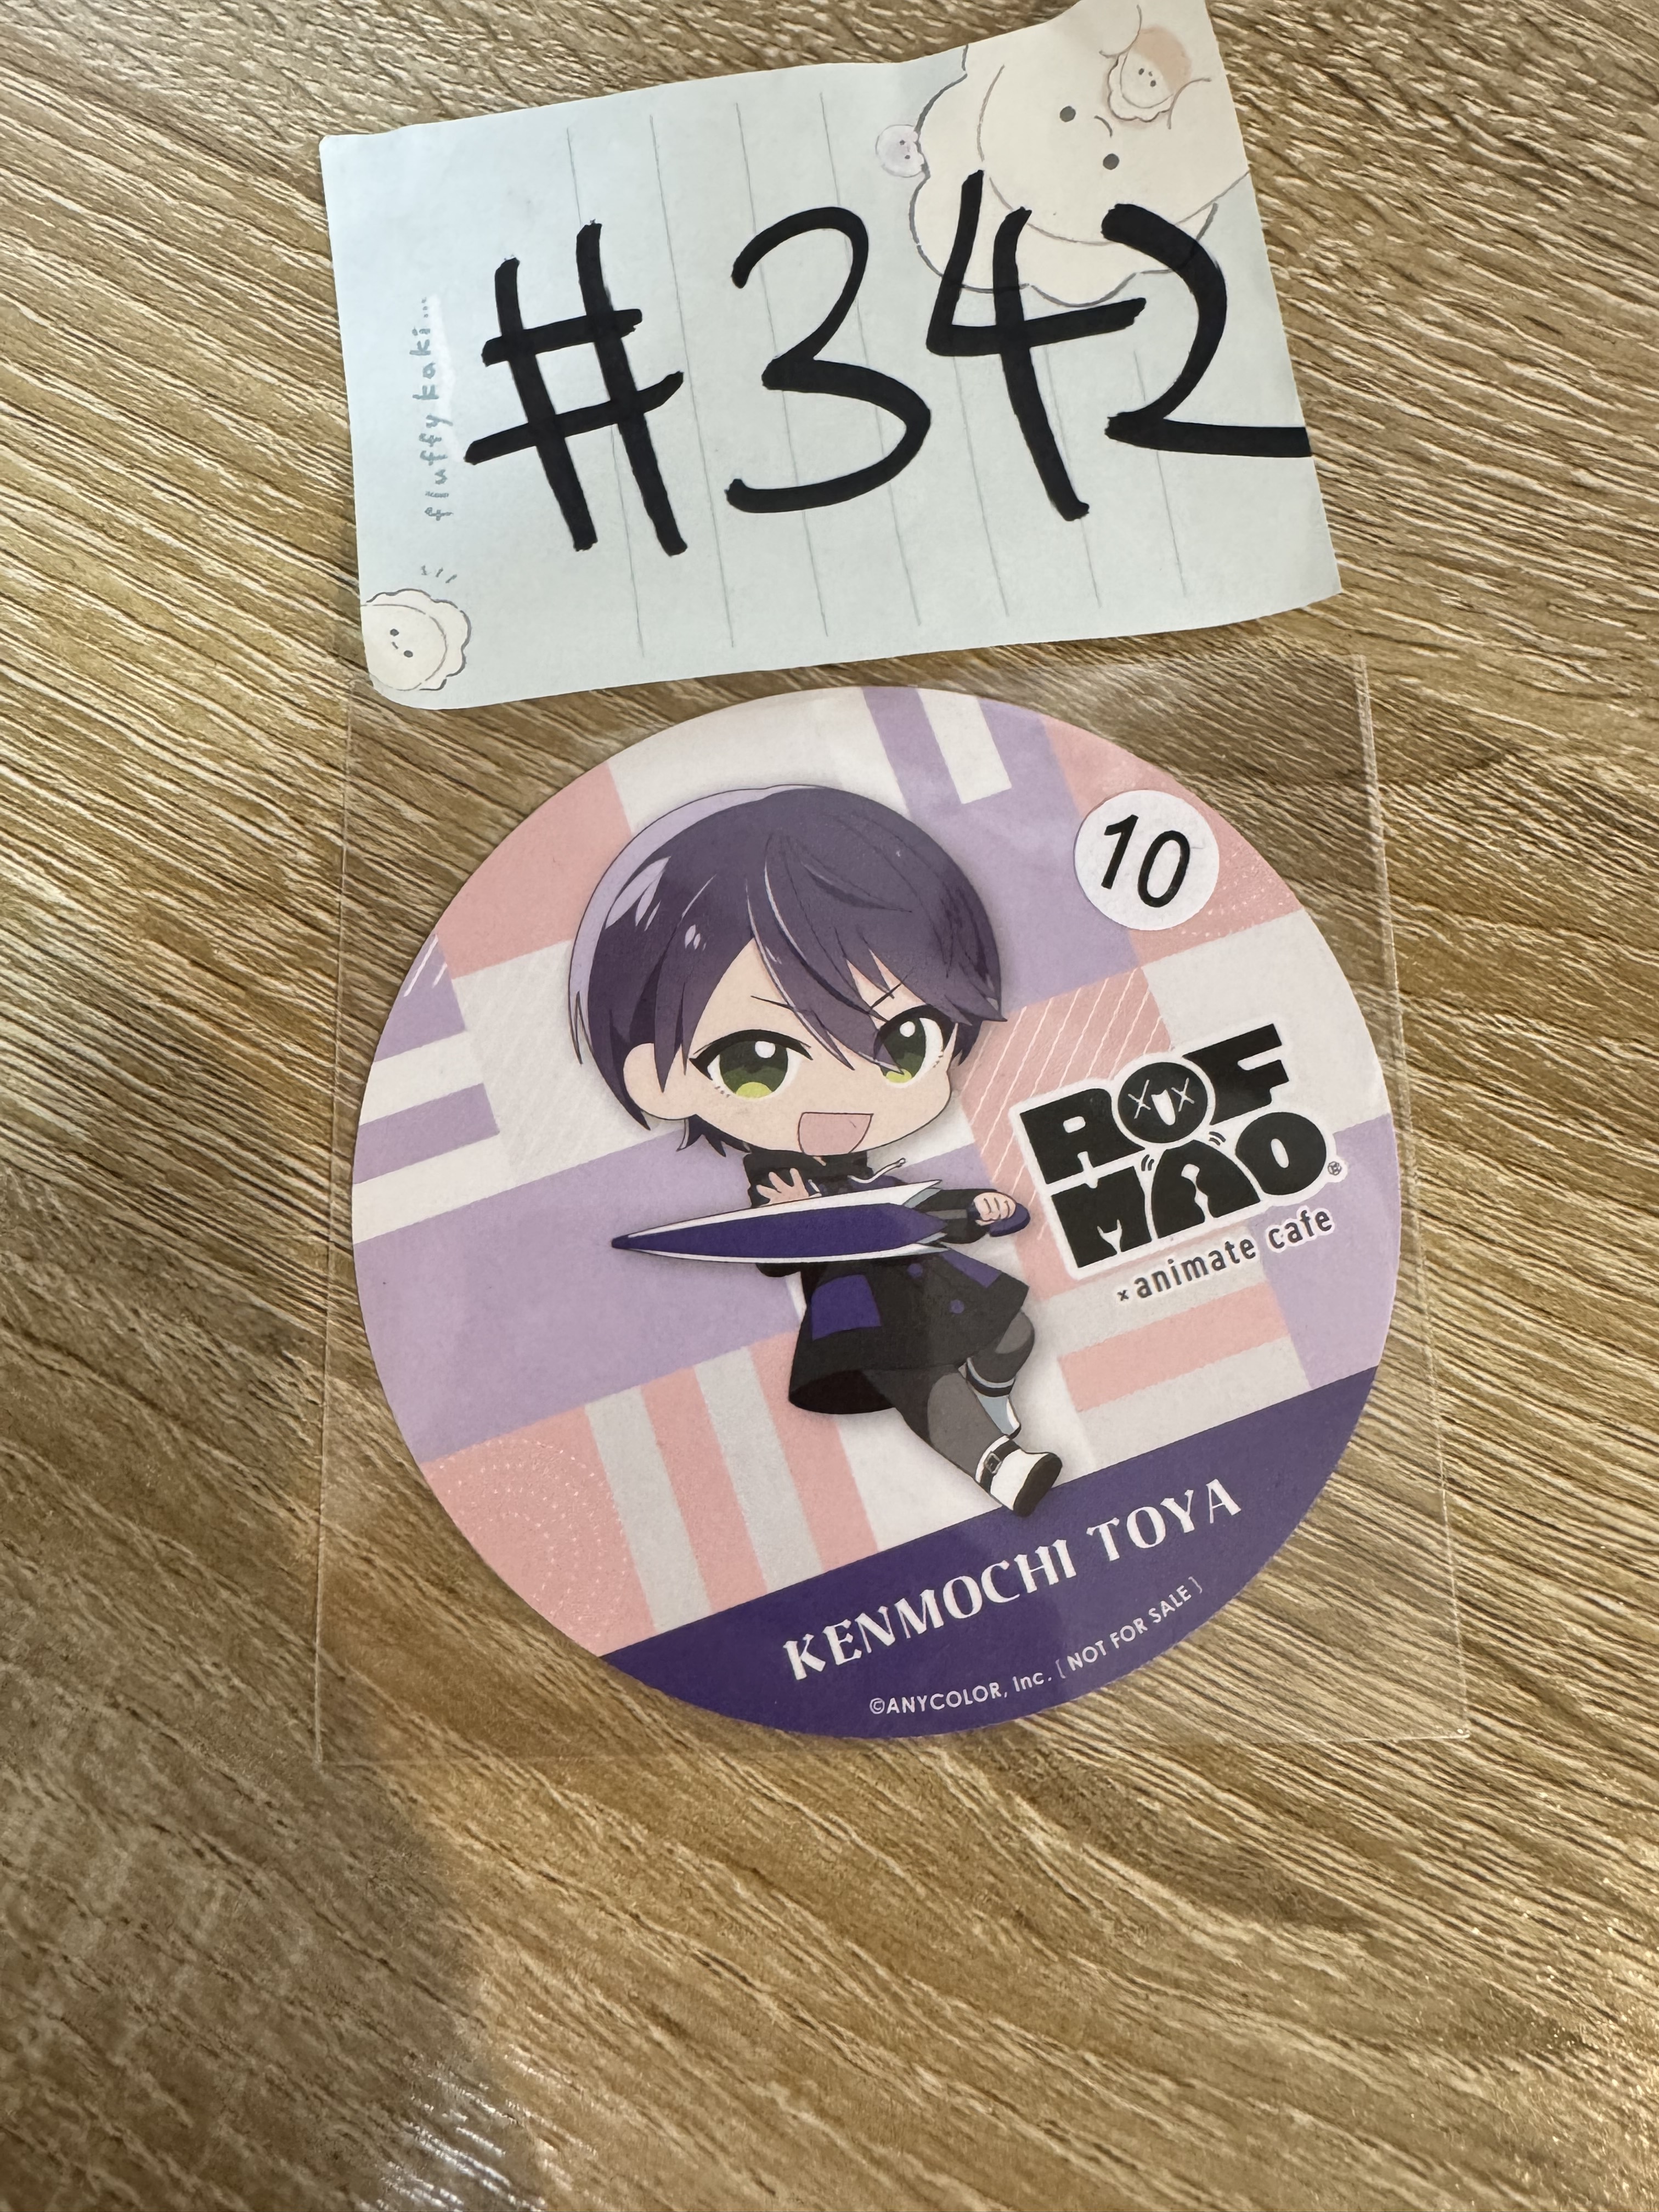 #342
fluffy kaki...
10
ROF
MAO®
×animate cafe
KENMOCHI TOYA
©ANYCOLOR, Inc. [ NOT FOR SALE ]